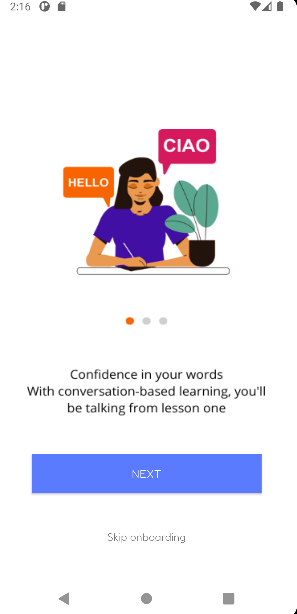 2:16
CIAO
HELLO
Confidence in your words
With conversation-based learning, you'll
be talking from lesson one
NEXT
Skip onboarding